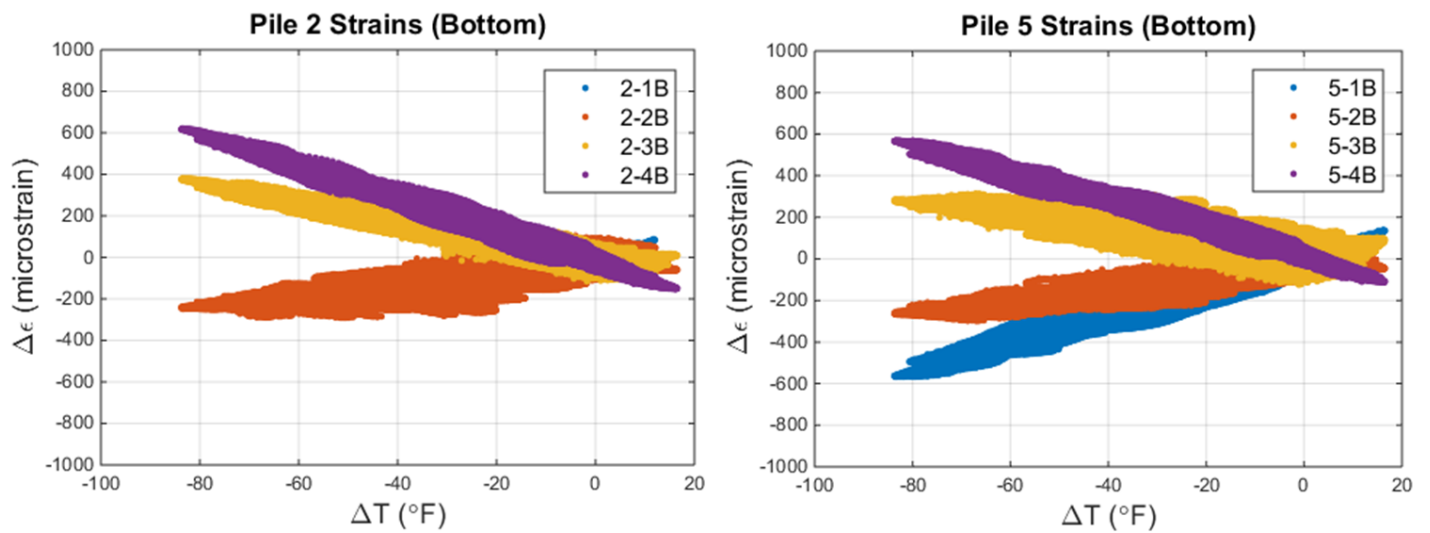 Pile 2 Strains (Bottom)
1000
800
600
400
200
0
-200
-400
-600
-800
-1000
-100
-80
-60
-40
-20
0
20
Δϵ (microstrain)
ΔT (°F)
2-1B
2-2B
2-3B
2-4B
Pile 5 Strains (Bottom)
1000
800
600
400
200
0
-200
-400
-600
-800
-1000
-100
-80
-60
-40
-20
0
20
Δϵ (microstrain)
ΔT (°F)
5-1B
5-2B
5-3B
5-4B